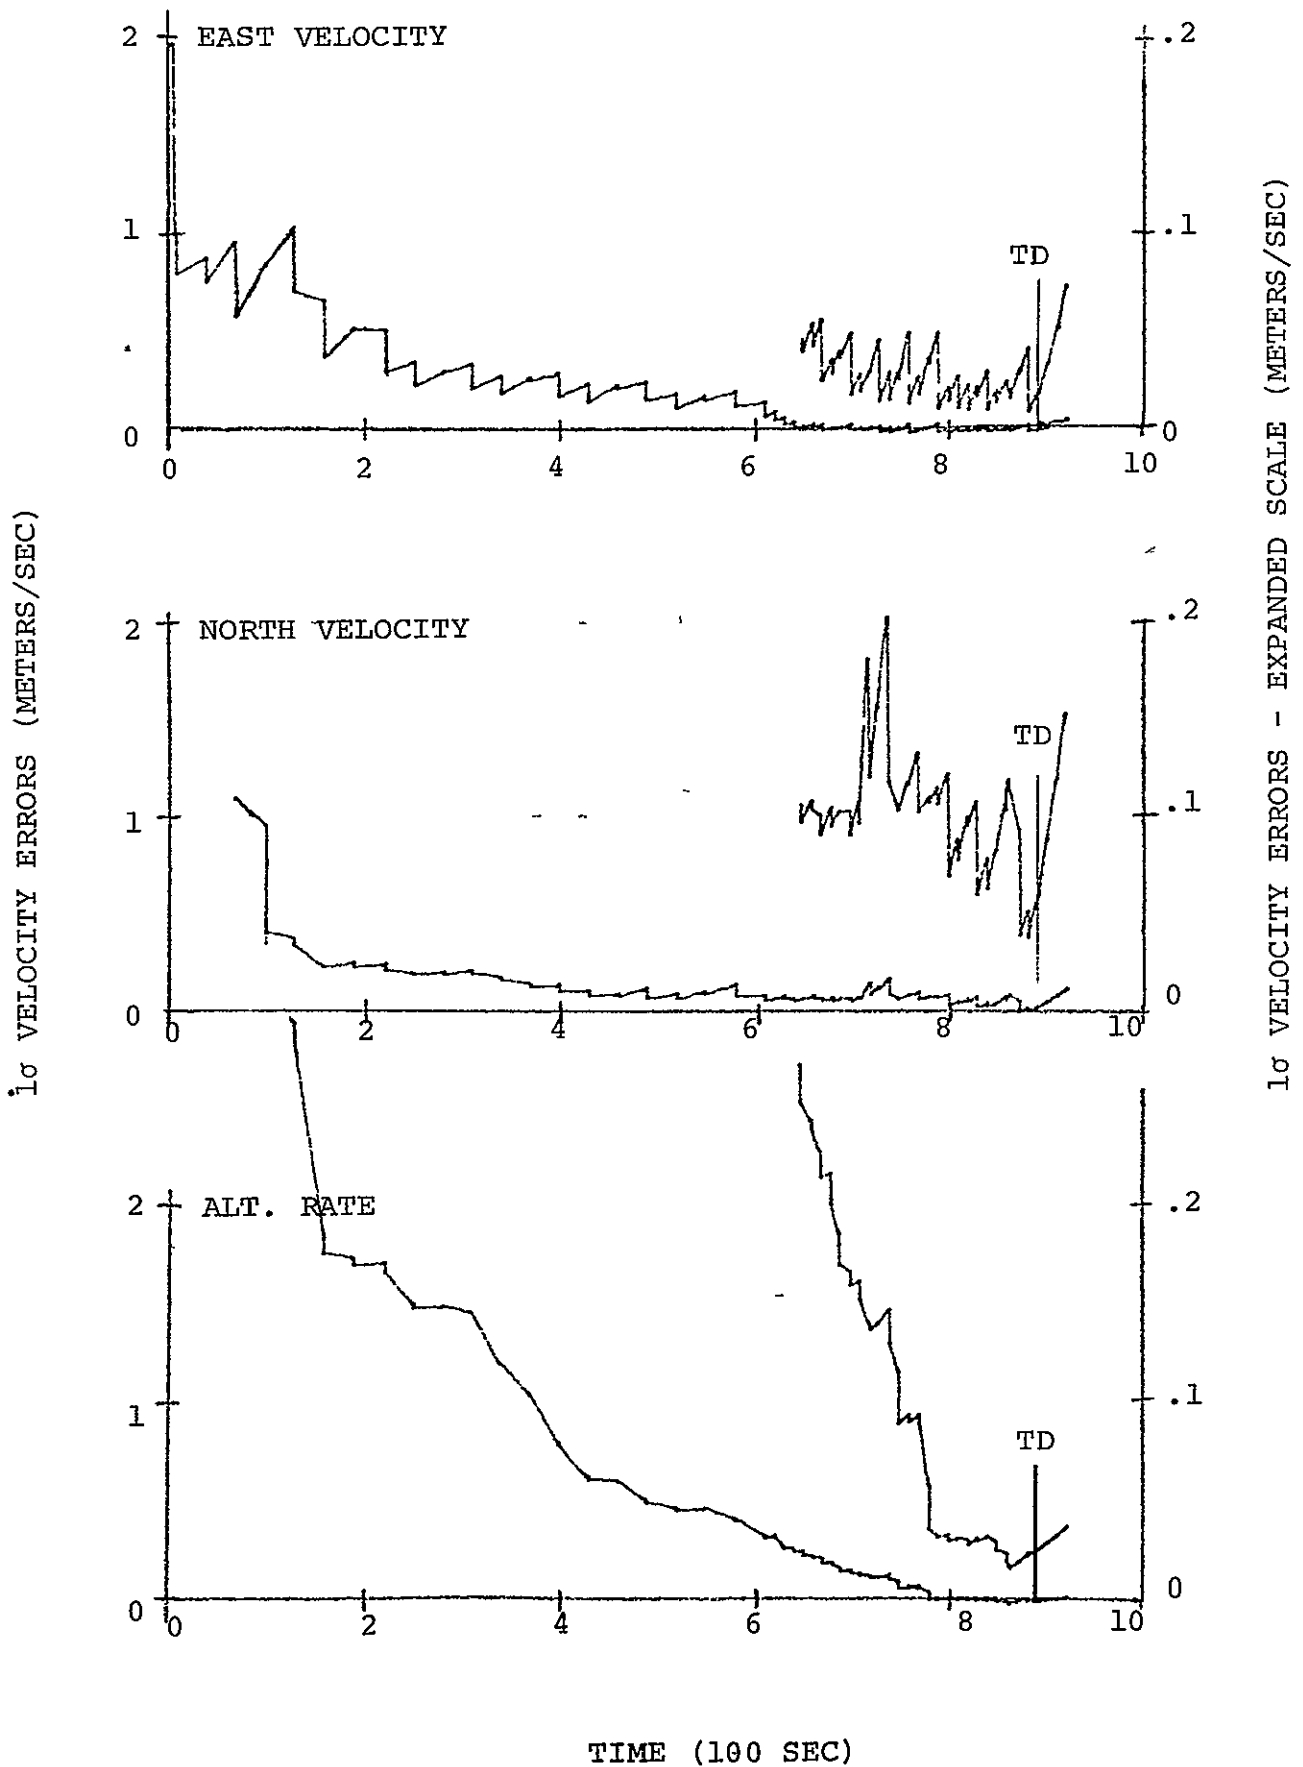 2 EAST VELOCITY .2
1 .1
TD
0 0
0 2 4 6 8 10
1σ VELOCITY ERRORS (METERS/SEC)
1σ VELOCITY ERRORS - EXPANDED SCALE (METERS/SEC)
2 NORTH VELOCITY .2
TD
1 .1
0 0
0 2 4 6 8 10
2 ALT. RATE .2
1 .1
TD
0 0
0 2 4 6 8 10
TIME (100 SEC)